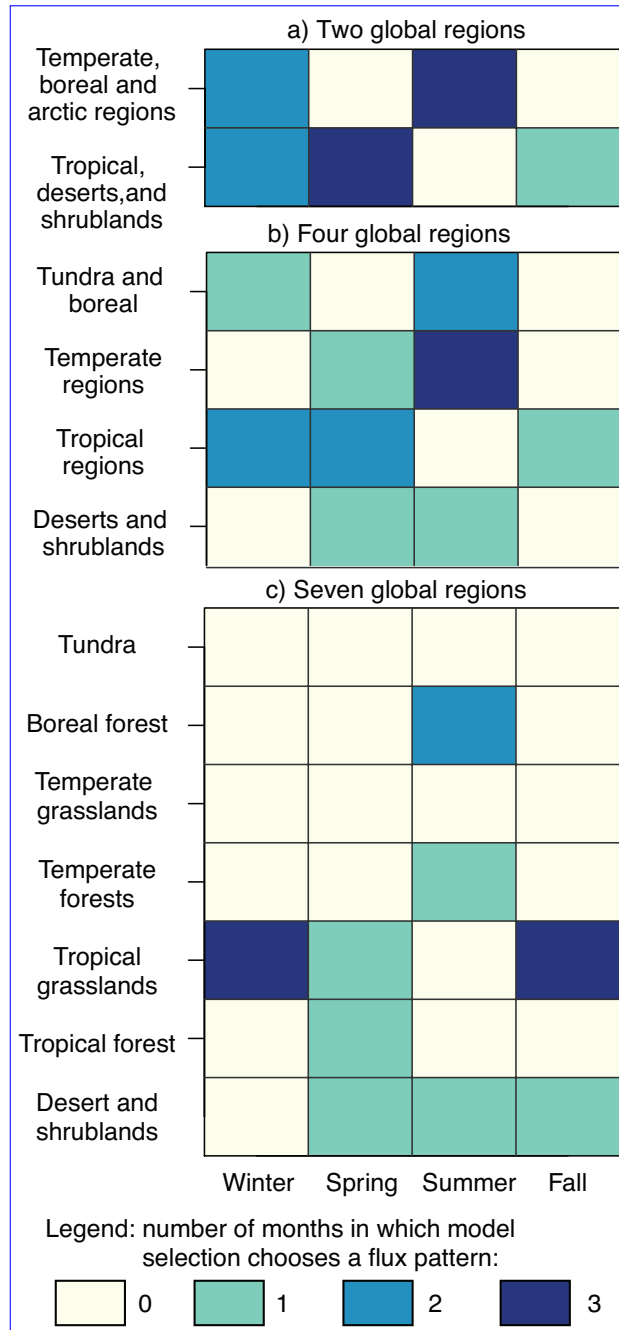 a) Two global regions
Temperate,
boreal and
arctic regions
Tropical,
deserts,and
shrublands
b) Four global regions
Tundra and
boreal
Temperate
regions
Tropical
regions
Deserts and
shrublands
c) Seven global regions
Tundra
Boreal forest
Temperate
grasslands
Temperate
forests
Tropical
grasslands
Tropical forest
Desert and
shrublands
Winter Spring Summer Fall
Legend: number of months in which model
selection chooses a flux pattern:
0 1 2 3